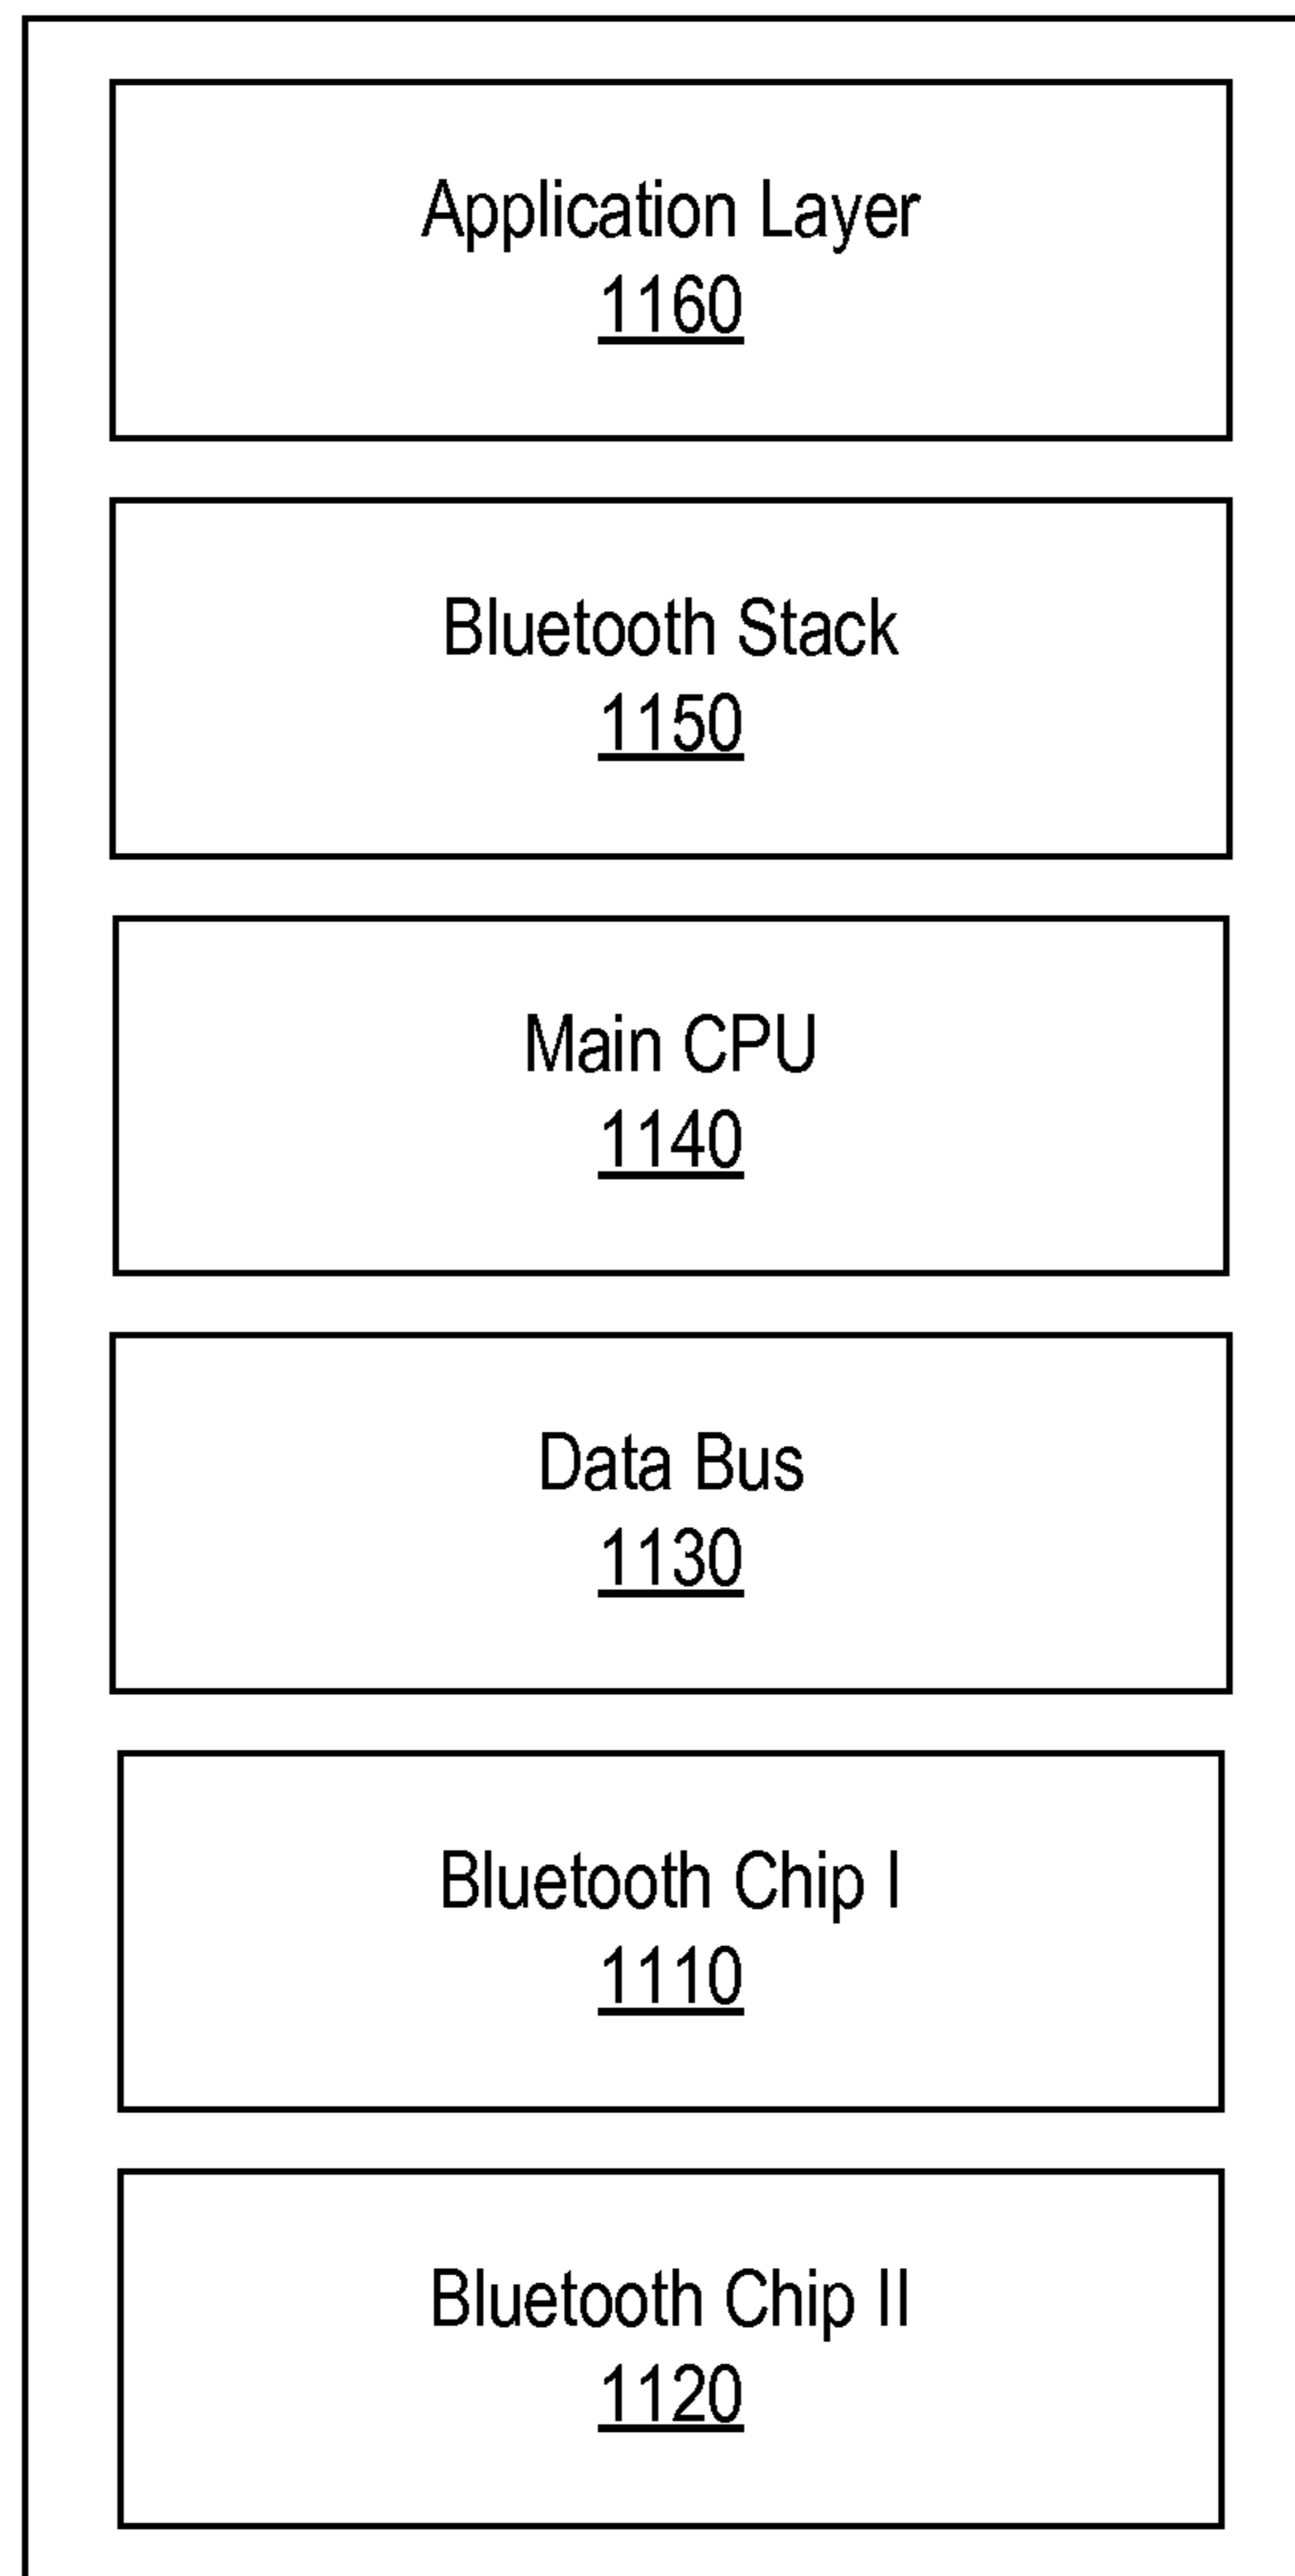 Application Layer
1160
Bluetooth Stack
1150
Main CPU
1140
Data Bus
1130
Bluetooth Chip I
1110
Bluetooth Chip II
1120